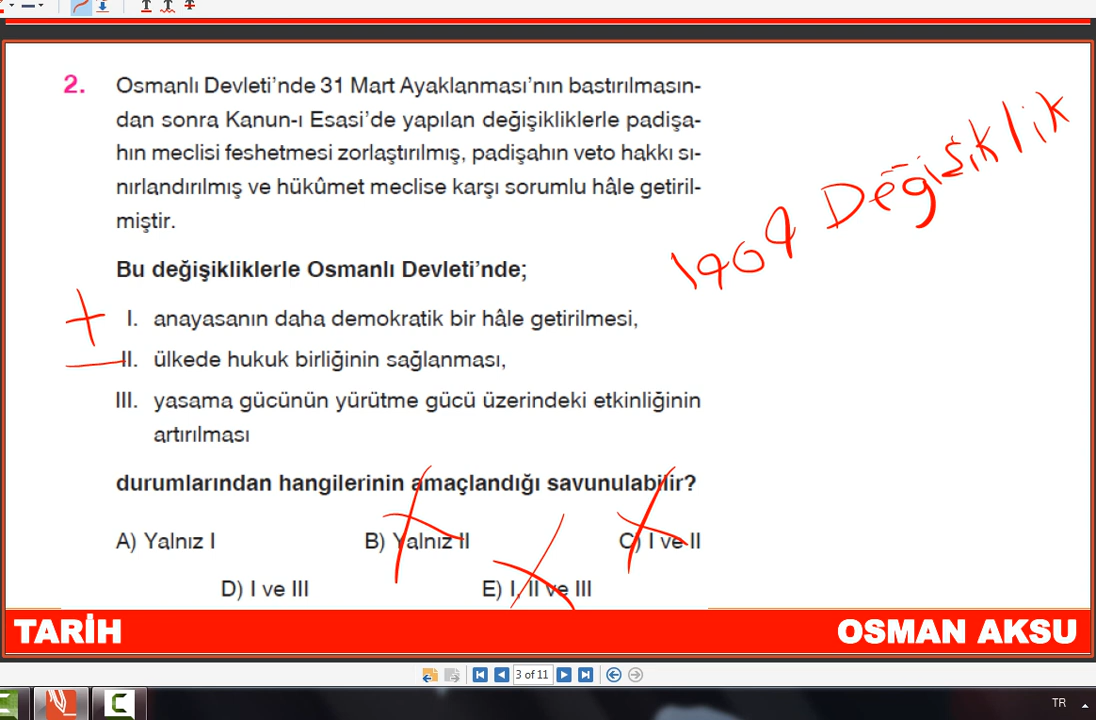 2. Osmanlı Devleti'nde 31 Mart Ayaklanması'nın bastırılmasın-
dan sonra Kanun-ı Esasi'de yapılan değişikliklerle padişa-
hın meclisi feshetmesi zorlaştırılmış, padişahın veto hakkı sı-
nırlandırılmış ve hükûmet meclise karşı sorumlu hâle getiril-
miştir.
1909 Değişiklik
Bu değişikliklerle Osmanlı Devleti'nde;
+ I. anayasanın daha demokratik bir hâle getirilmesi,
— II. ülkede hukuk birliğinin sağlanması,
III. yasama gücünün yürütme gücü üzerindeki etkinliğinin
artırılması
durumlarından hangilerinin amaçlandığı savunulabilir?
A) Yalnız I B) Yalnız II C) I ve II
D) I ve III E) I, II ve III
TARİH OSMAN AKSU
3 of 11
TR